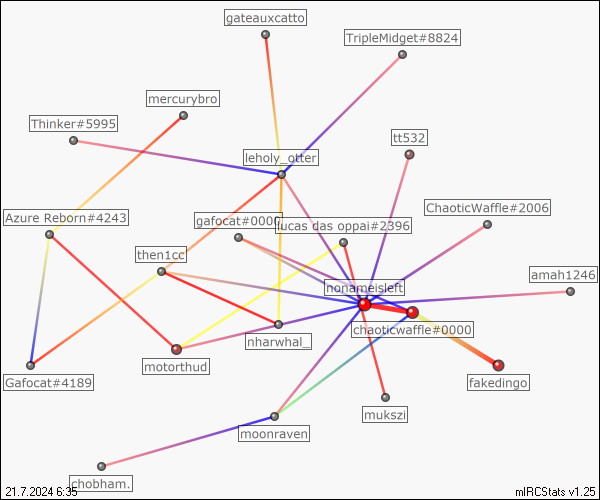 gateauxcatto
TripleMidget#8824
mercurybro
Thinker#5995
tt532
leholy_otter
ChaoticWaffle#2006
Azure Reborn#4243
gafocat#0000
lucas das oppai#2396
then1cc
amah1246
nonameisleft
chaoticwaffle#0000
nharwhal_
motorthud
Gafocat#4189
fakedingo
mukszi
moonraven
chobham.
21.7.2024 6:35
mIRCStats v1.25